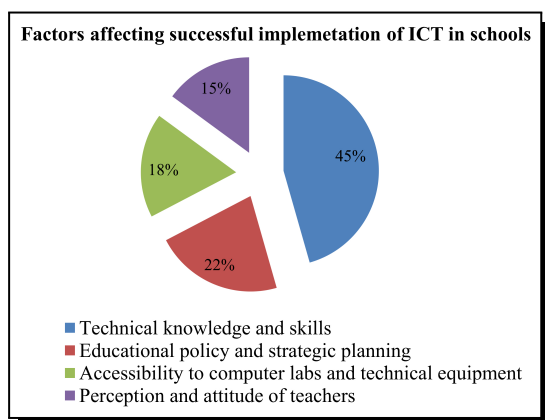 Factors affecting successful implemetation of ICT in schools
15%
45%
18%
22%
Technical knowledge and skills
Educational policy and strategic planning
Accessibility to computer labs and technical equipment
Perception and attitude of teachers